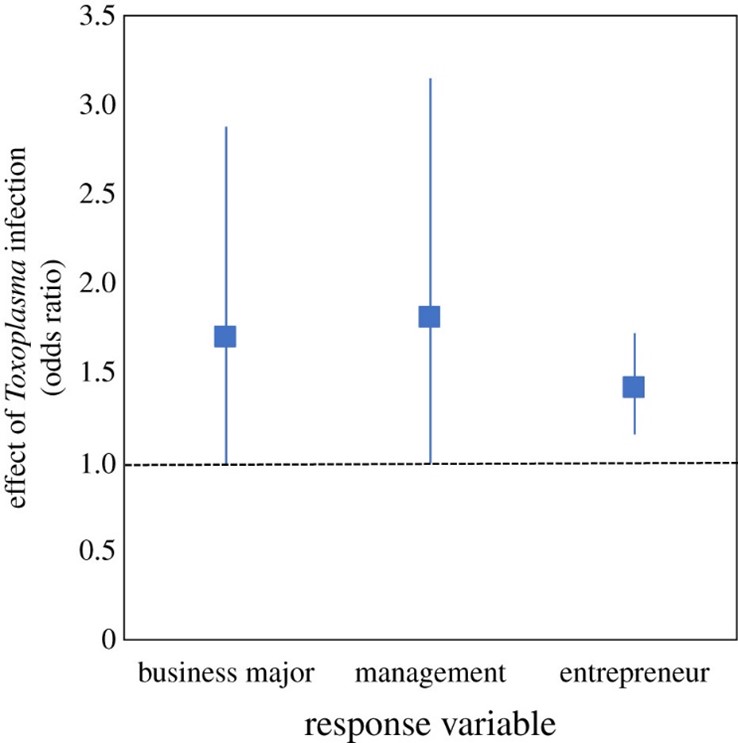 effect of Toxoplasma infection
(odds ratio)
3.5
3.0
2.5
2.0
1.5
1.0
0.5
0
business major management entrepreneur
response variable